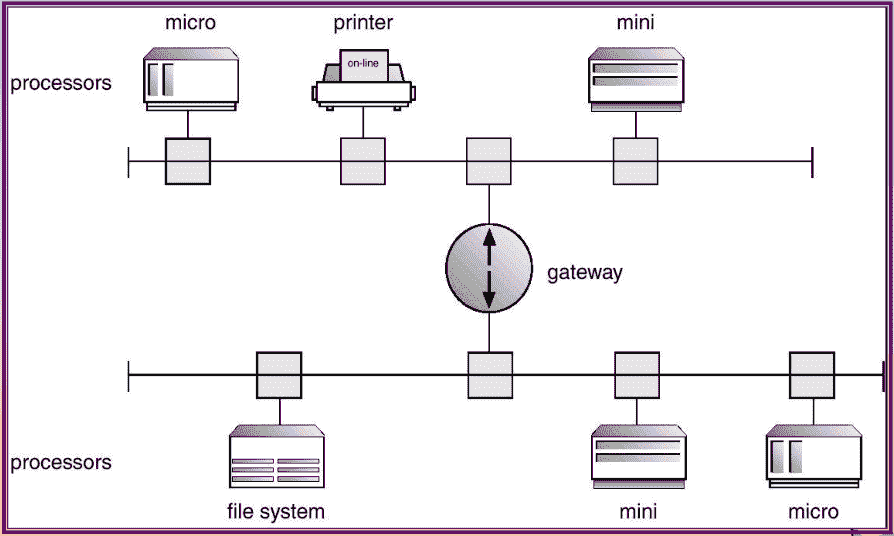 micro
printer
mini
on-line
processors
gateway
processors
file system
mini
micro